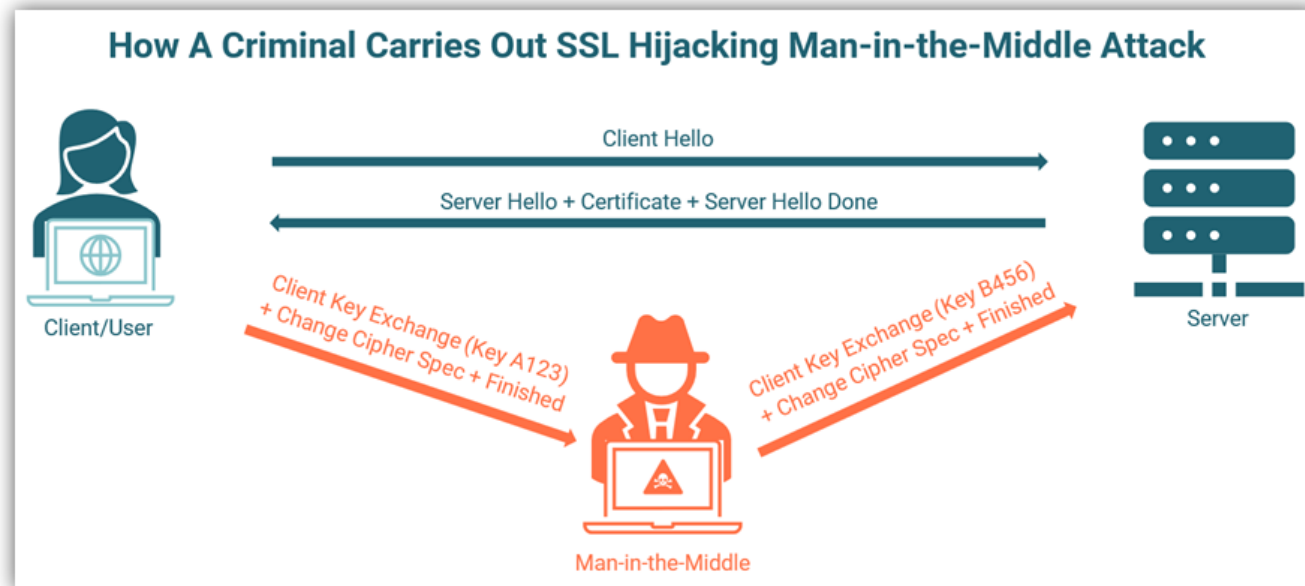 How A Criminal Carries Out SSL Hijacking Man-in-the-Middle Attack
Client Hello
Server Hello + Certificate + Server Hello Done
Client/User
Client Key Exchange (Key A123)
+ Change Cipher Spec + Finished
Client Key Exchange (Key B456)
+ Change Cipher Spec + Finished
Server
Man-in-the-Middle